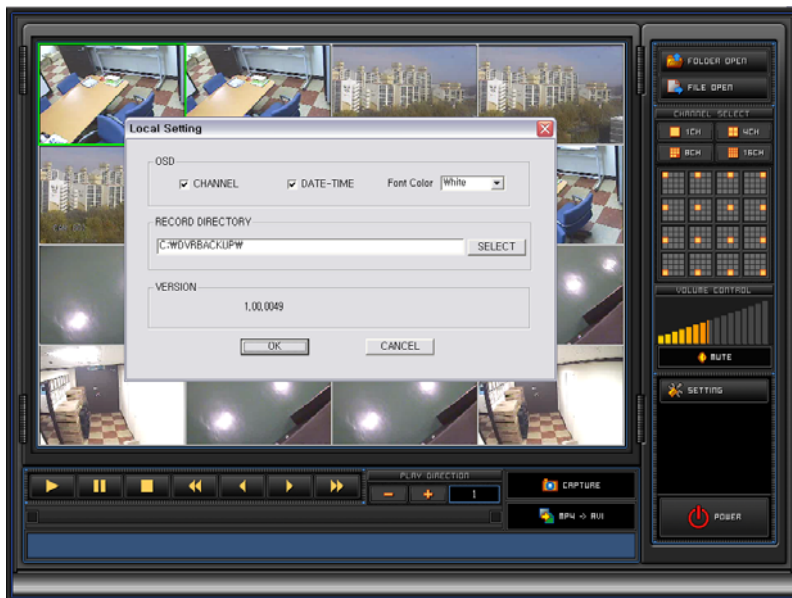 FOLDER OPEN
FILE OPEN
CHANNEL SELECT
1CH
4CH
8CH
16CH
Local Setting
OSD
CHANNEL
DATE-TIME
Font Color
White
RECORD DIRECTORY
C:₩DVRBACKUP₩
SELECT
VERSION
1,00,0049
OK
CANCEL
VOLUME CONTROL
MUTE
SETTING
PLAY DIRECTION
1
CAPTURE
MP4 -> AVI
POWER